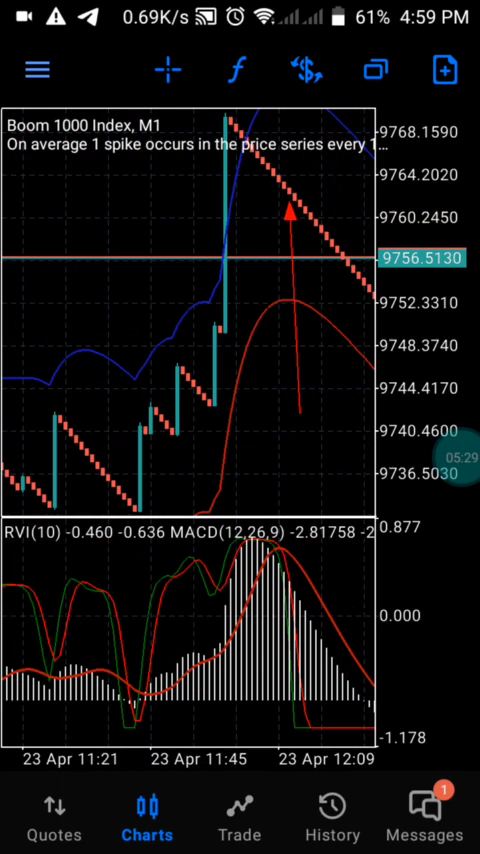 0.69K/s 61% 4:59 PM
f $
Boom 1000 Index, M1
On average 1 spike occurs in the price series every 1...
9768.1590
9764.2020
9760.2450
9756.5130
9752.3310
9748.3740
9744.4170
9740.4600
9736.5030
05:29
RVI(10) -0.460 -0.636 MACD(12,26,9) -2.81758 -2
0.877
0.000
-1.178
23 Apr 11:21 23 Apr 11:45 23 Apr 12:09
1
Quotes Charts Trade History Messages